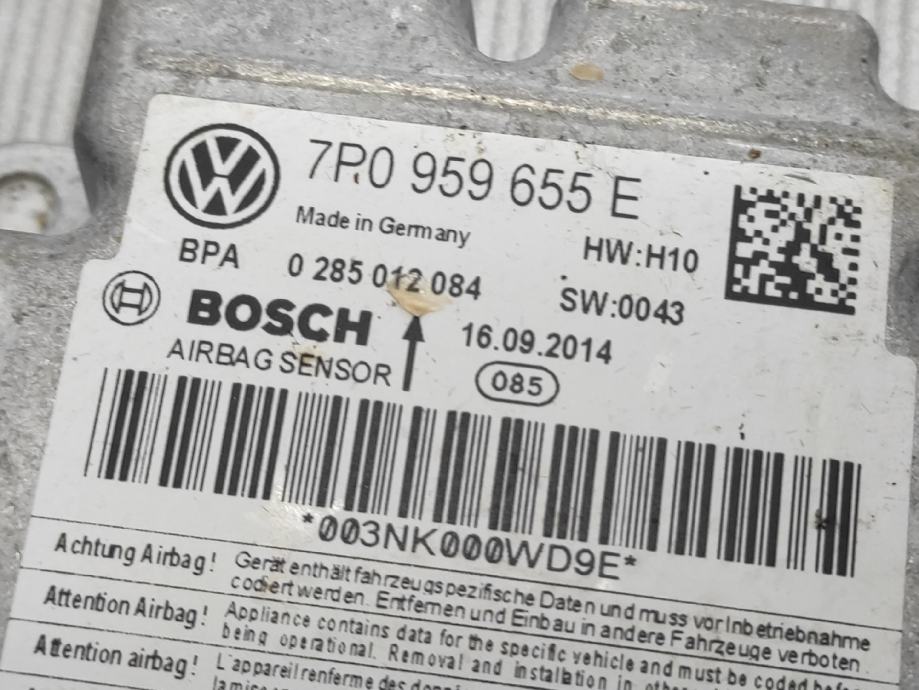 7P0 959 655 E
Made in Germany
HW:H10
BPA 0 285 012 084
SW:0043
BOSCH
16.09.2014
AIRBAG SENSOR
085
*003NK000WD9E*
Achtung Airbag! Gerät enthält fahrzeugspezifische Daten und muss vor Inbetriebnahme
codiert werden. Entfernen und Einbau in andere Fahrzeuge verboten.
Attention Airbag! Appliance contains data for the specific vehicle and must be coded before
being operational. Removal and installation in other
Attention airbag! L'appareil renferme des